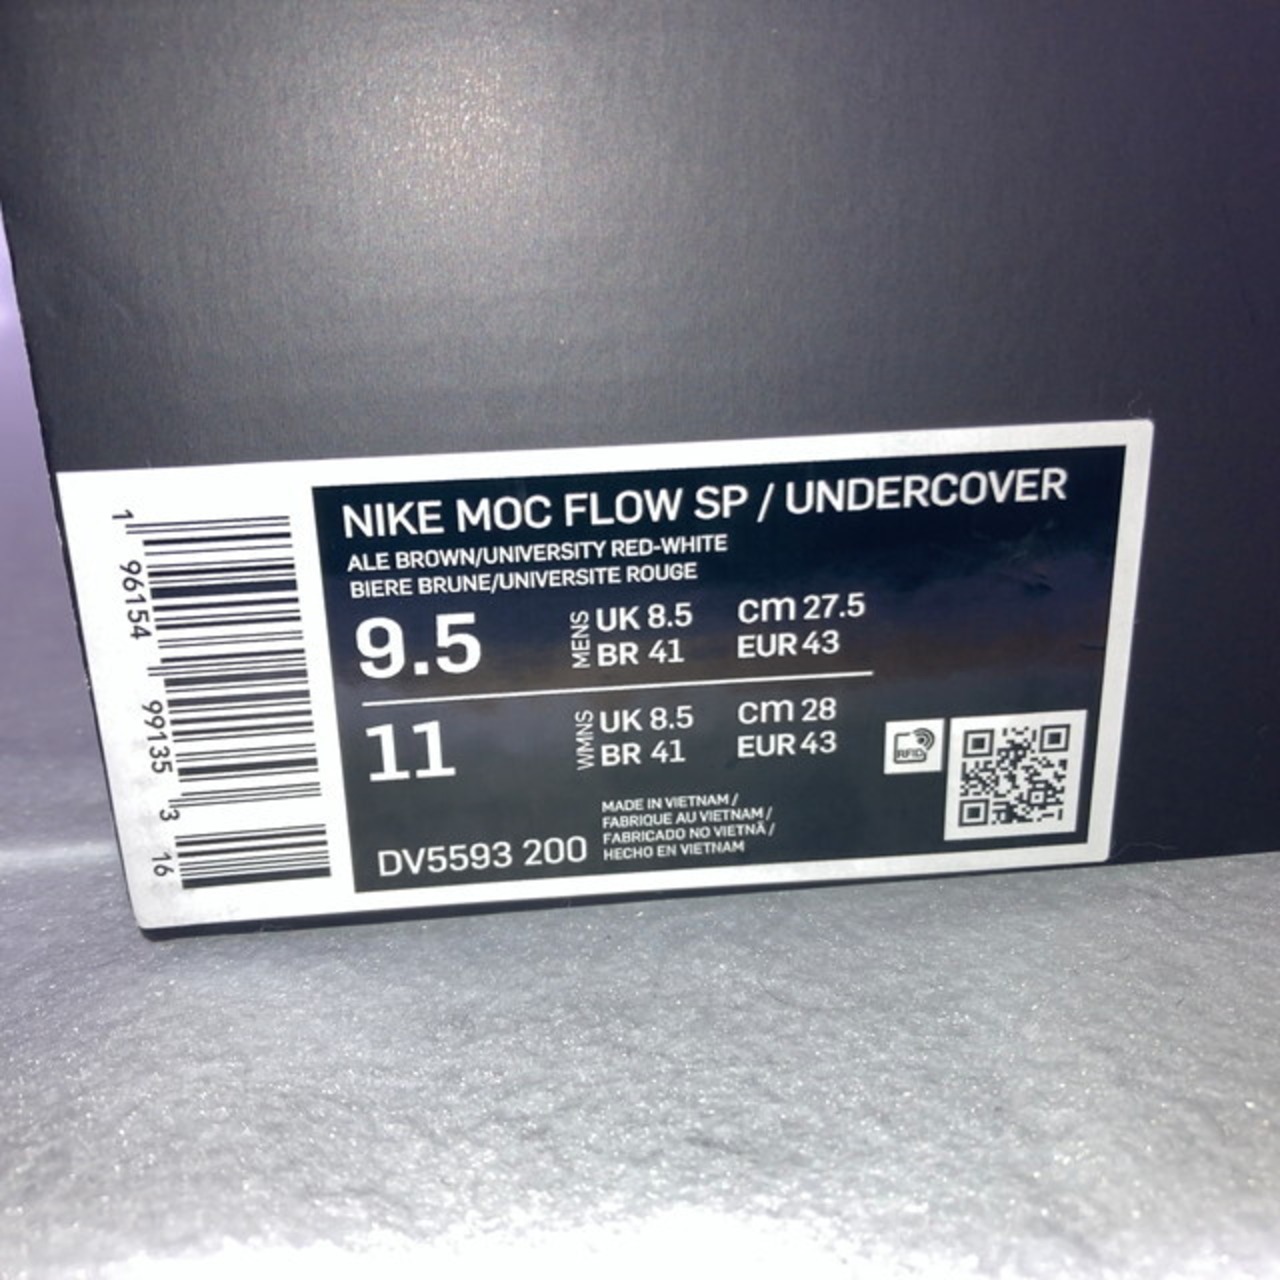 NIKE MOC FLOW SP / UNDERCOVER
ALE BROWN/UNIVERSITY RED-WHITE
BIERE BRUNE/UNIVERSITE ROUGE
9.5 MENS UK 8.5 cm 27.5
BR 41 EUR 43
11 WMNS UK 8.5 cm 28
BR 41 EUR 43
RFID
MADE IN VIETNAM /
FABRIQUE AU VIETNAM /
FABRICADO NO VIETNÃ /
HECHO EN VIETNAM
DV5593 200
1 96154 99135 3 16